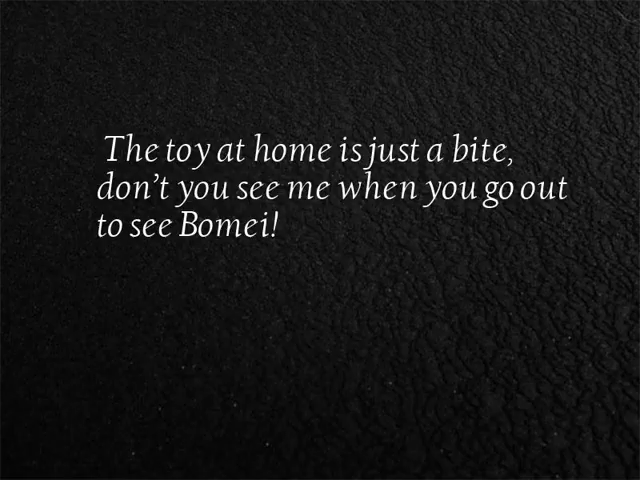 The toy at home is just a bite,
don't you see me when you go out
to see Bomei!